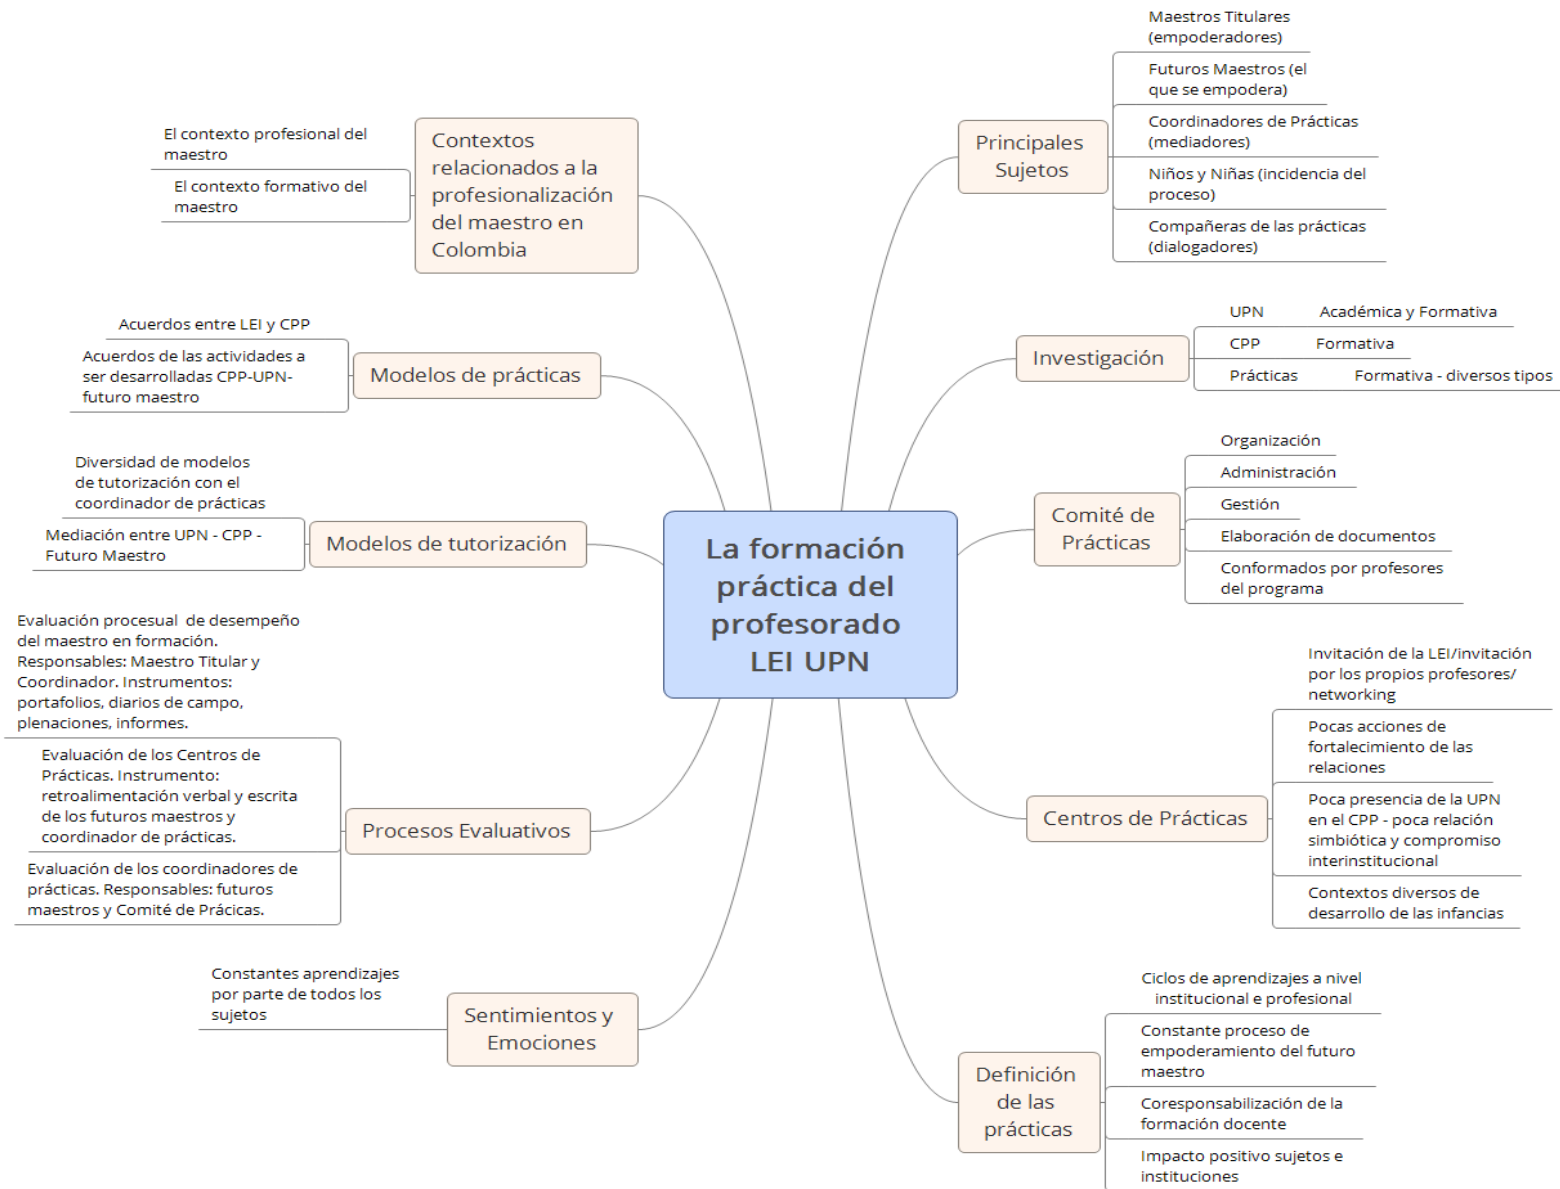 La formación
práctica del
profesorado
LEI UPN
Principales
Sujetos
Maestros Titulares
(empoderadores)
Futuros Maestros (el
que se empodera)
Coordinadores de Prácticas
(mediadores)
Niños y Niñas (incidencia del
proceso)
Compañeras de las prácticas
(dialogadores)
Investigación
UPN Académica y Formativa
CPP Formativa
Prácticas Formativa - diversos tipos
Comité de
Prácticas
Organización
Administración
Gestión
Elaboración de documentos
Conformados por profesores
del programa
Centros de Prácticas
Invitación de la LEI/invitación
por los propios profesores/
networking
Pocas acciones de
fortalecimiento de las
relaciones
Poca presencia de la UPN
en el CPP - poca relación
simbiótica y compromiso
interinstitucional
Contextos diversos de
desarrollo de las infancias
Definición
de las
prácticas
Ciclos de aprendizajes a nivel
institucional e profesional
Constante proceso de
empoderamiento del futuro
maestro
Coresponsabilización de la
formación docente
Impacto positivo sujetos e
instituciones
Contextos
relacionados a la
profesionalización
del maestro en
Colombia
El contexto profesional del
maestro
El contexto formativo del
maestro
Modelos de prácticas
Acuerdos entre LEI y CPP
Acuerdos de las actividades a
ser desarrolladas CPP-UPN-
futuro maestro
Modelos de tutorización
Diversidad de modelos
de tutorización con el
coordinador de prácticas
Mediación entre UPN - CPP -
Futuro Maestro
Procesos Evaluativos
Evaluación procesual de desempeño
del maestro en formación.
Responsables: Maestro Titular y
Coordinador. Instrumentos:
portafolios, diarios de campo,
plenaciones, informes.
Evaluación de los Centros de
Prácticas. Instrumento:
retroalimentación verbal y escrita
de los futuros maestros y
coordinador de prácticas.
Evaluación de los coordinadores de
prácticas. Responsables: futuros
maestros y Comité de Prácicas.
Sentimientos y
Emociones
Constantes aprendizajes
por parte de todos los
sujetos